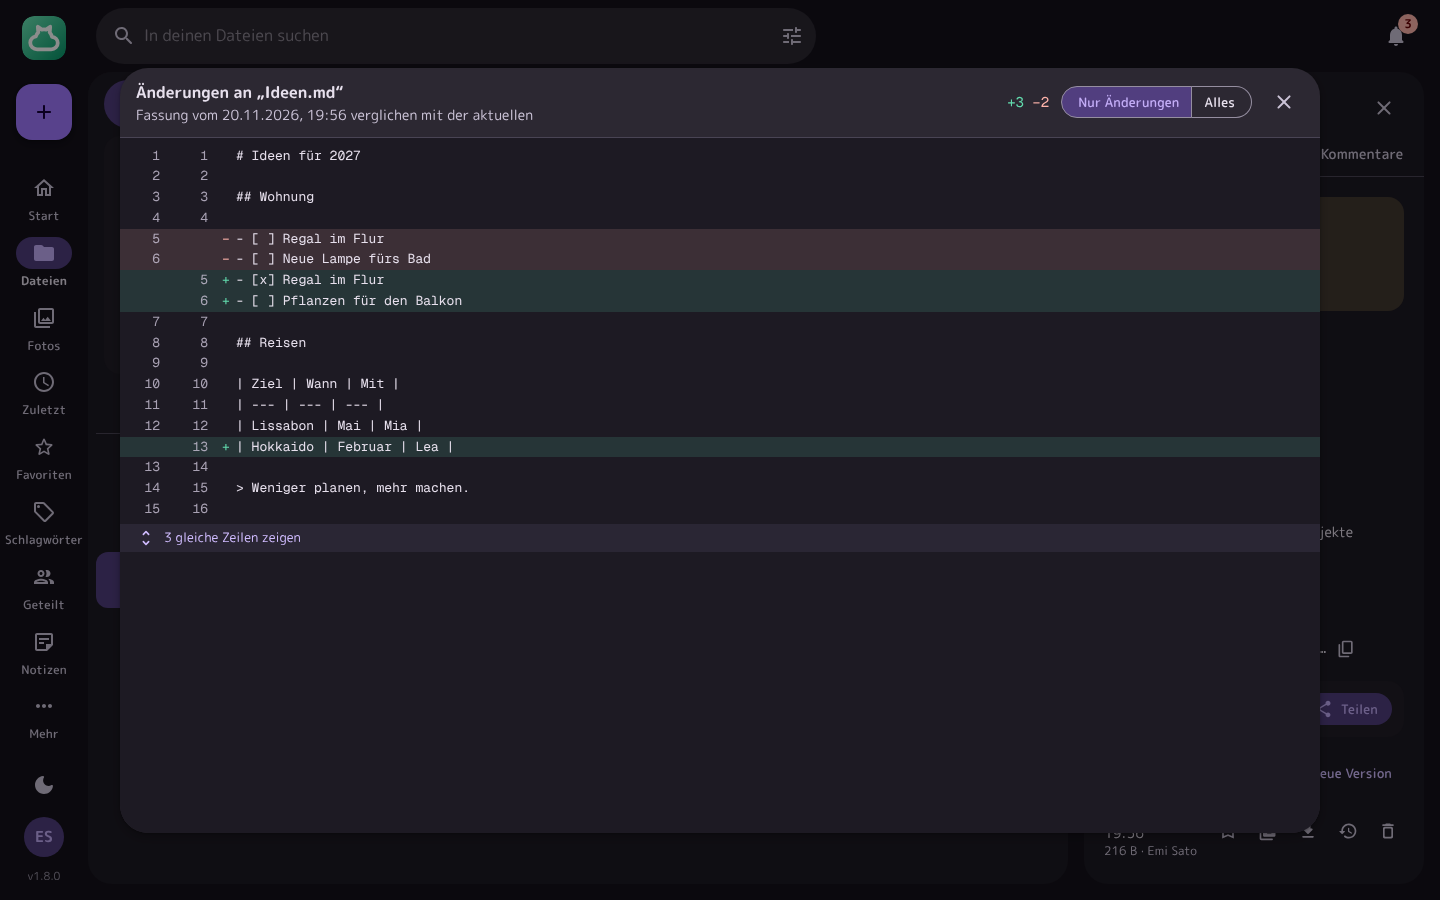 In deinen Dateien suchen
3
Änderungen an „Ideen.md“
Fassung vom 20.11.2026, 19:56 verglichen mit der aktuellen
+3 −2
Nur Änderungen
Alles
Kommentare
Start
Dateien
Fotos
Zuletzt
Favoriten
Schlagwörter
Geteilt
Notizen
Mehr
ES
v1.8.0
1 1 # Ideen für 2027
2 2
3 3 ## Wohnung
4 4
5 − - [ ] Regal im Flur
6 − - [ ] Neue Lampe fürs Bad
5 + - [x] Regal im Flur
6 + - [ ] Pflanzen für den Balkon
7 7
8 8 ## Reisen
9 9
10 10 | Ziel | Wann | Mit |
11 11 | --- | --- | --- |
12 12 | Lissabon | Mai | Mia |
13 + | Hokkaido | Februar | Lea |
13 14
14 15 > Weniger planen, mehr machen.
15 16
3 gleiche Zeilen zeigen
jekte
Teilen
eue Version
216 B · Emi Sato